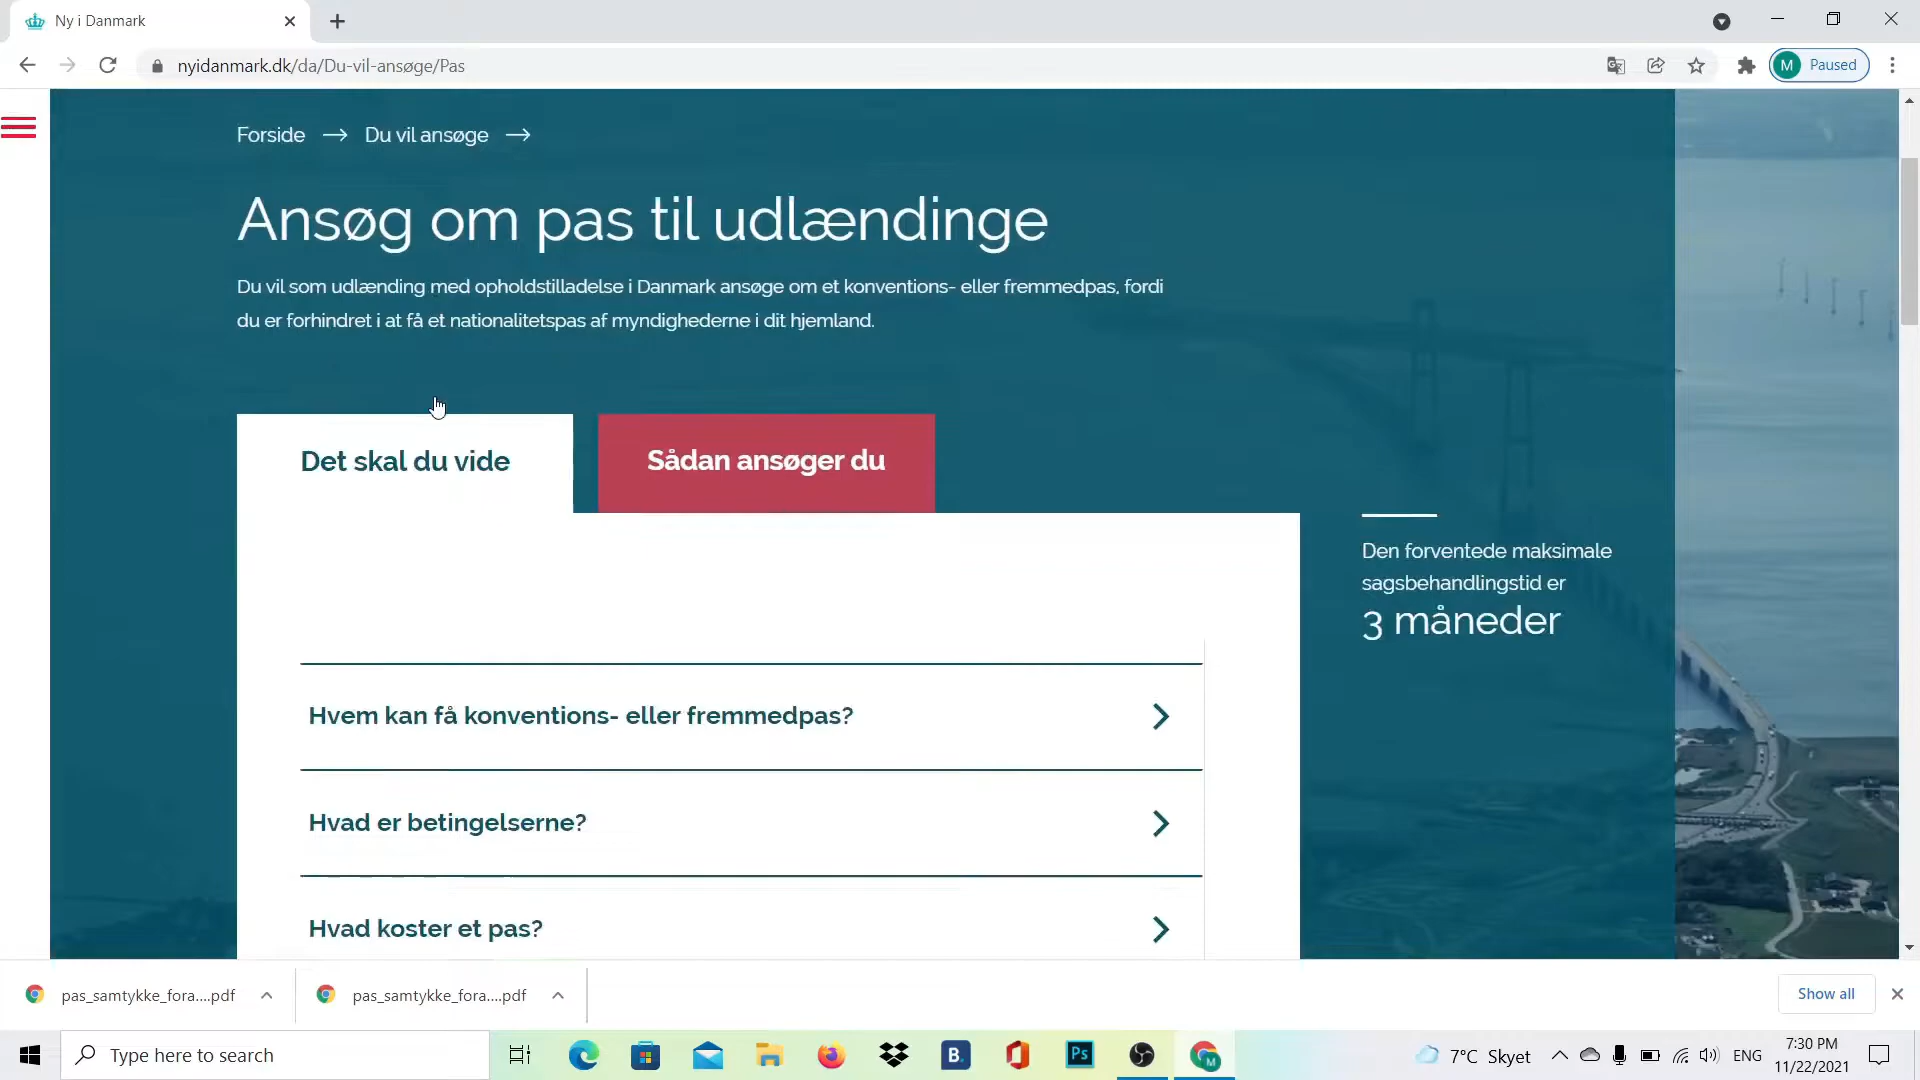 Ny i Danmark
nyidanmark.dk/da/Du-vil-ansøge/Pas
M Paused
Forside → Du vil ansøge →
Ansøg om pas til udlændinge
Du vil som udlænding med opholdstilladelse i Danmark ansøge om et konventions- eller fremmedpas, fordi
du er forhindret i at få et nationalitetspas af myndighederne i dit hjemland.
Det skal du vide
Sådan ansøger du
Den forventede maksimale
sagsbehandlingstid er
3 måneder
Hvem kan få konventions- eller fremmedpas?
Hvad er betingelserne?
Hvad koster et pas?
pas_samtykke_fora....pdf
pas_samtykke_fora....pdf
Show all
Type here to search
B.
Ps
M
7°C Skyet
ENG
7:30 PM
11/22/2021